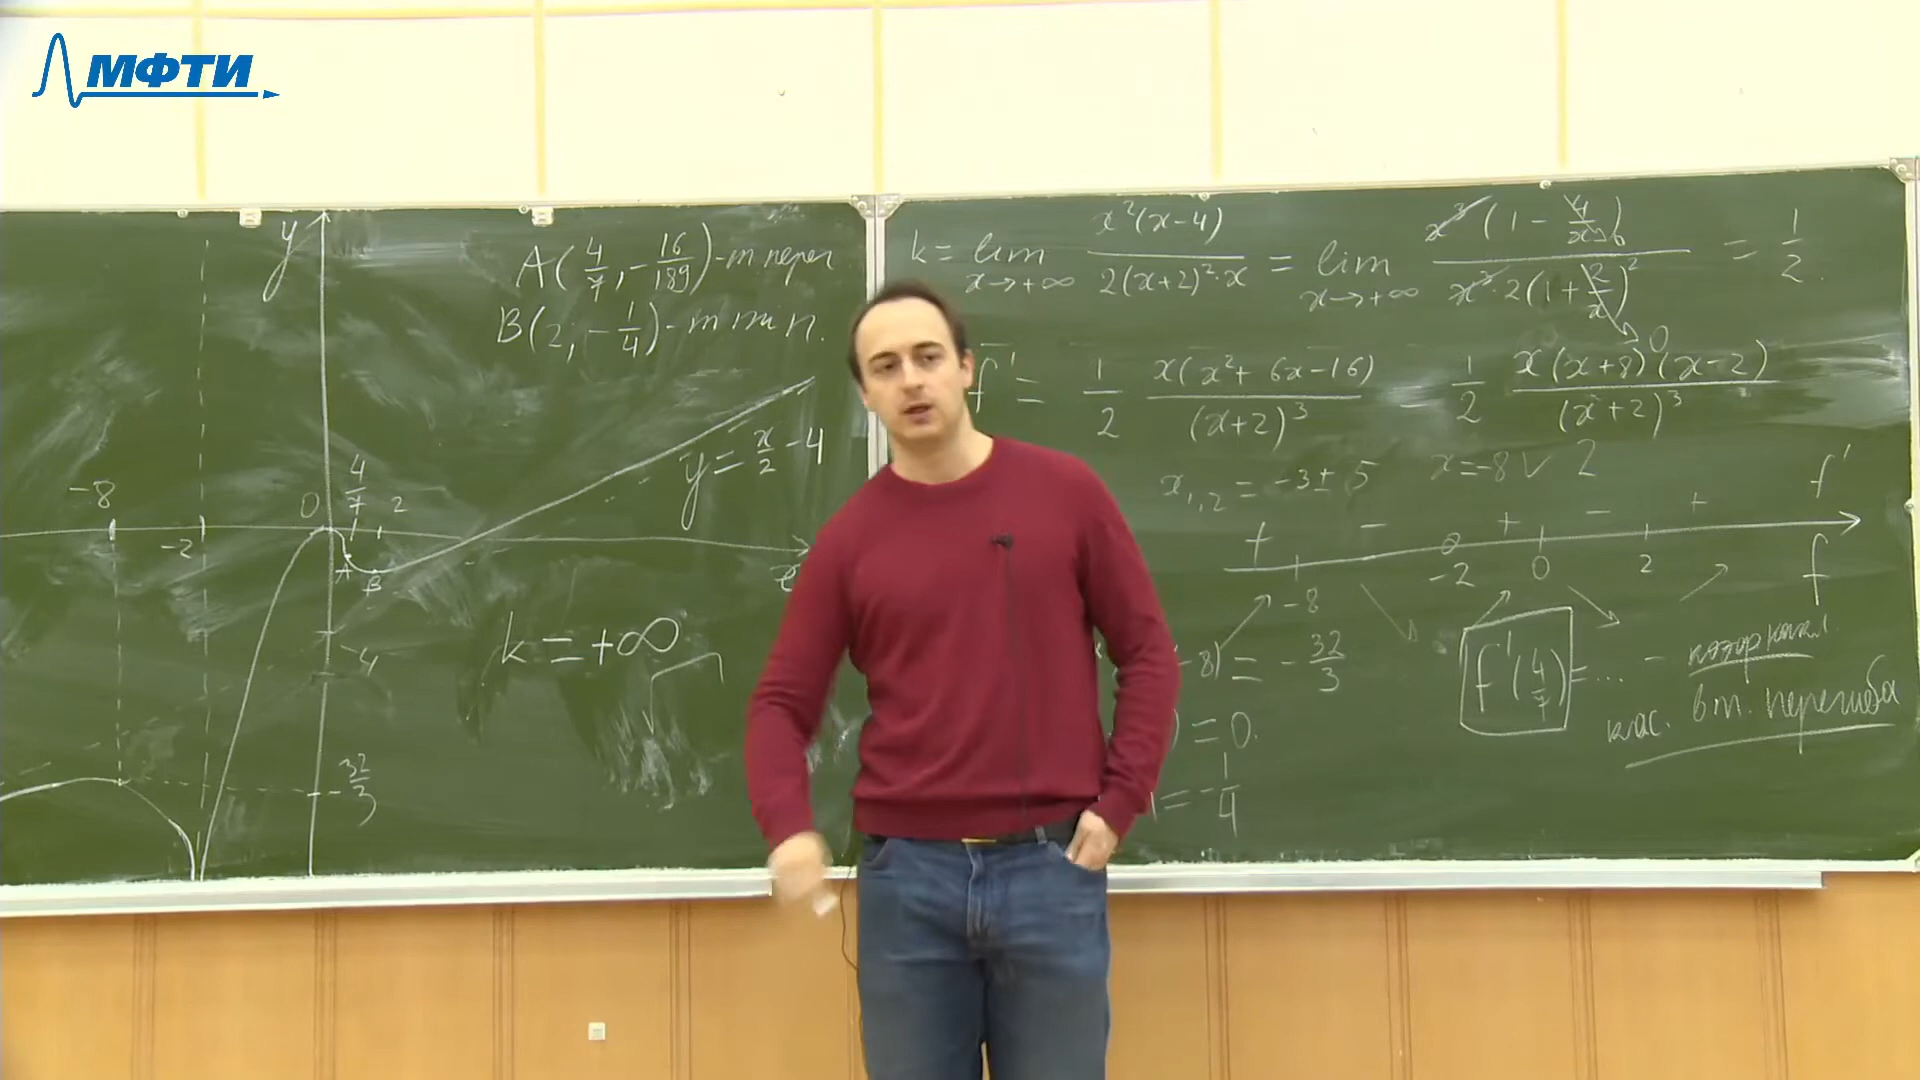 МФТИ
y
A(4/7, -16/189) - т перег
B(2, -1/4) - т min.
y = x/2 - 4
-8
-2
0
4/7
2
A
B
-4
-32/3
k = +∞
k = lim x→+∞ x²(x-4) / 2(x+2)²·x = lim x→+∞ x³(1 - 4/x) / x³·2(1 + 2/x)² = 1/2.
0
f' = 1/2 x(x²+6x-16)/(x+2)³ = 1/2 x(x+8)(x-2)/(x+2)³
x₁,₂ = -3 ± 5 x = -8 ∨ 2
+ - + - + f'
-8 -2 0 2 f
-8) = -32/3
) = 0.
) = -1/4
f'(4/7) = ... -
кас. в т. перегиба